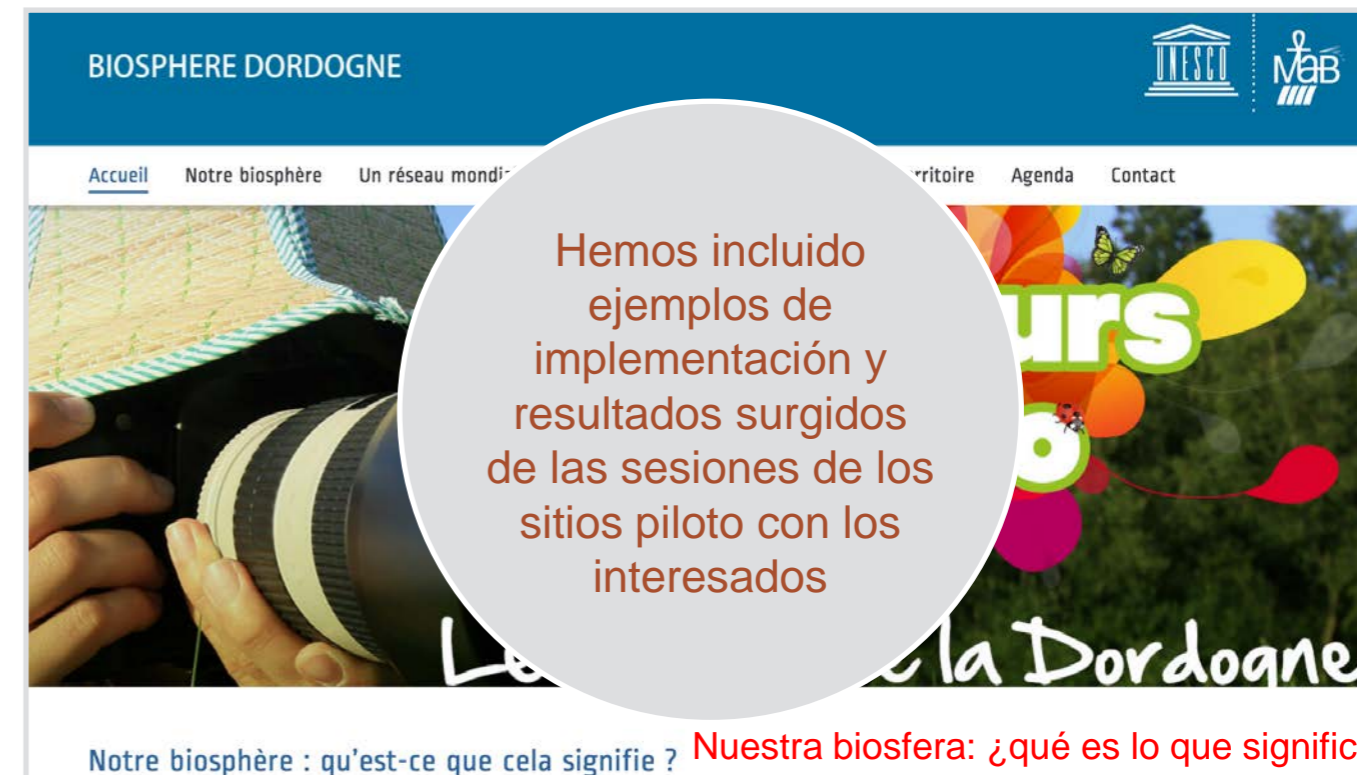 BIOSPHERE DORDOGNE
UNESCO
MaB
Accueil Notre biosphère Un réseau Agenda Contact
Hemos incluido
ejemplos de
implementación y
resultados surgidos
de las sesiones de los
sitios piloto con los
interesados
la Dordogne
Notre biosphère : qu'est-ce que cela signifie ?
Nuestra biosfera: ¿qué es lo que signific